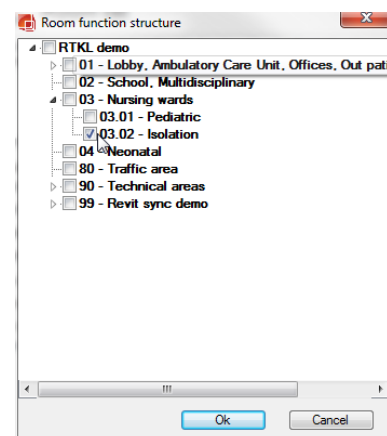 Room function structure
RTKL demo
01 - Lobby, Ambulatory Care Unit, Offices, Out pati
02 - School, Multidisciplinary
03 - Nursing wards
03.01 - Pediatric
03.02 - Isolation
04 - Neonatal
80 - Traffic area
90 - Technical areas
99 - Revit sync demo
Ok
Cancel